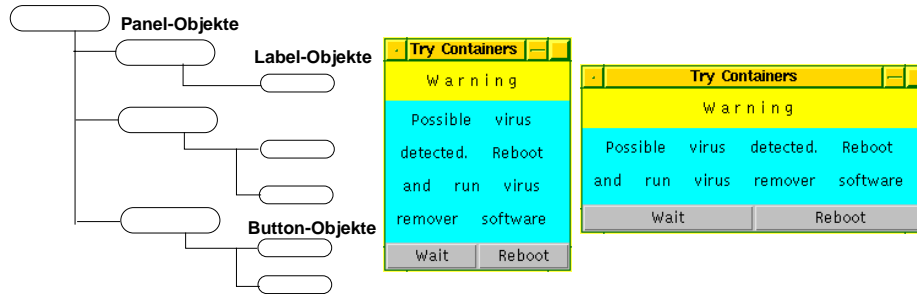 Panel-Objekte
Label-Objekte
Button-Objekte
Try Containers
Warning
Possible virus
detected. Reboot
and run virus
remover software
Wait Reboot
Try Containers
Warning
Possible virus detected. Reboot
and run virus remover software
Wait Reboot